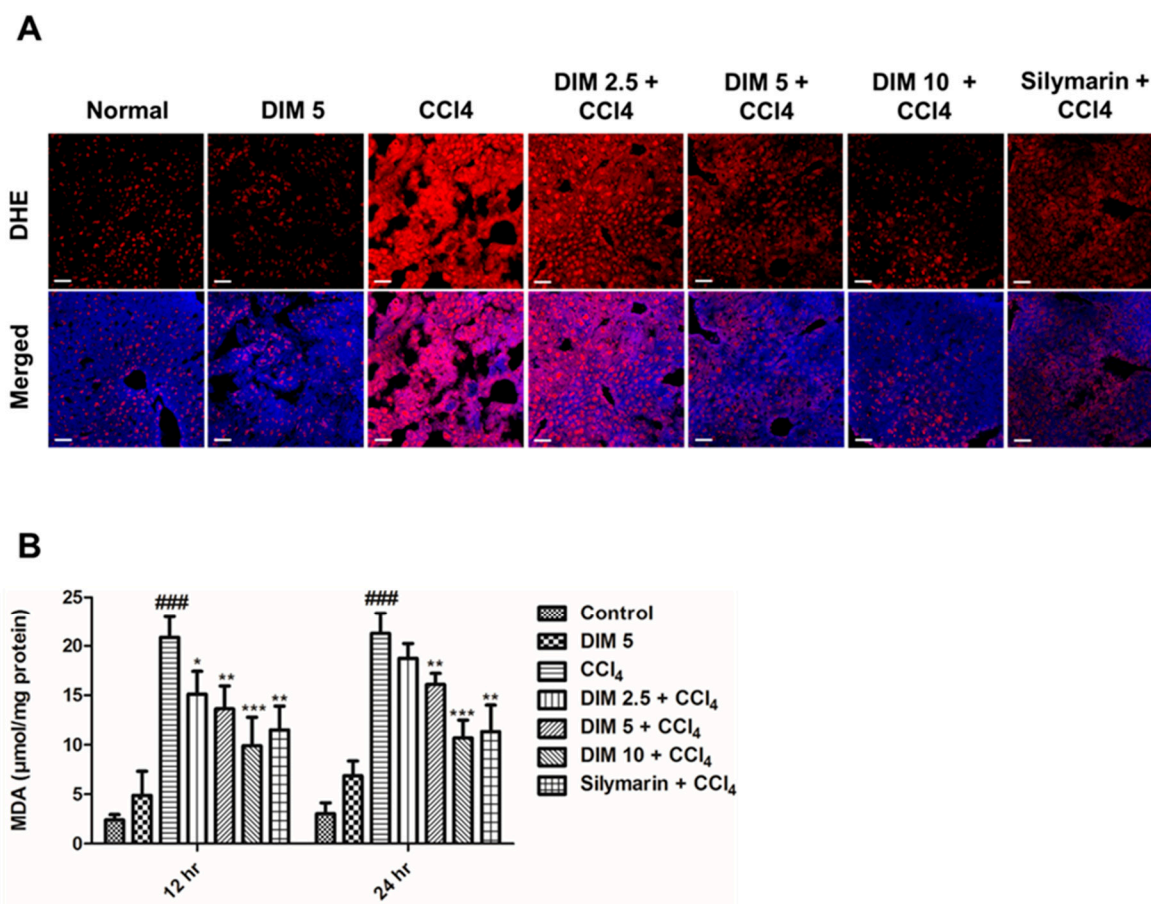 A
Normal
DIM 5
CCl4
DIM 2.5 +
CCl4
DIM 5 +
CCl4
DIM 10 +
CCl4
Silymarin +
CCl4
DHE
Merged
B
MDA (µmol/mg protein)
25
20
15
10
5
0
###
*
**
***
**
###
**
***
**
12 hr
24 hr
Control
DIM 5
CCl₄
DIM 2.5 + CCl₄
DIM 5 + CCl₄
DIM 10 + CCl₄
Silymarin + CCl₄